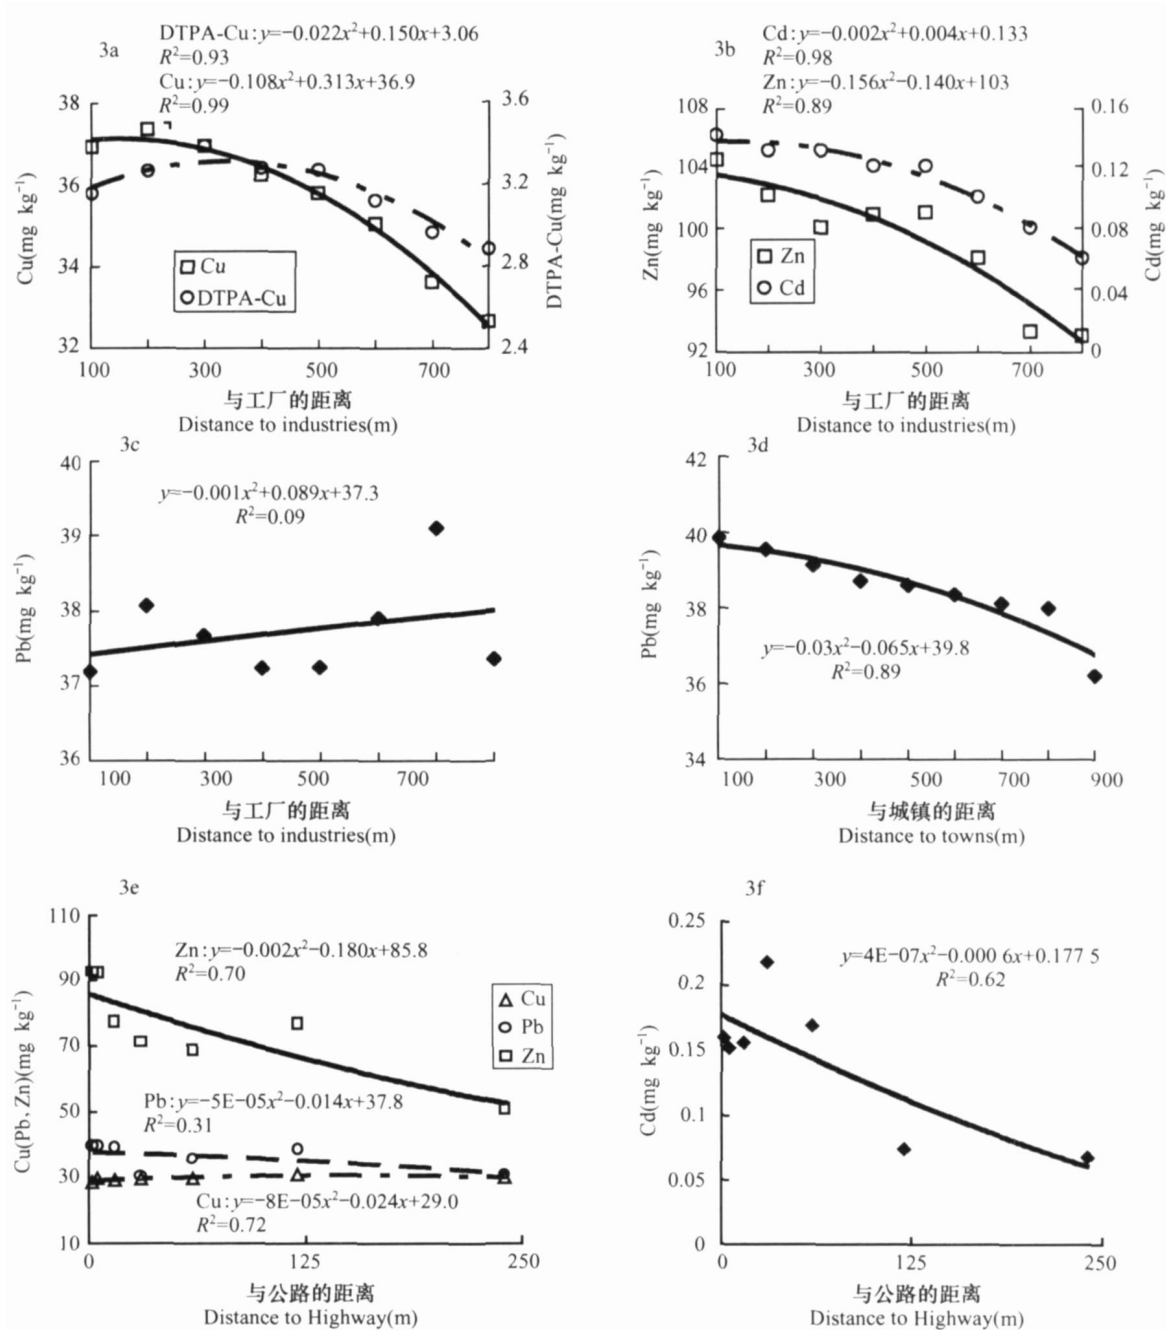 3a
DTPA-Cu:y=−0.022x²+0.150x+3.06
R²=0.93
Cu:y=−0.108x²+0.313x+36.9
R²=0.99
38
36
34
32
Cu(mg kg⁻¹)
3.6
3.2
2.8
2.4
DTPA-Cu(mg kg⁻¹)
Cu
DTPA-Cu
100 300 500 700
与工厂的距离
Distance to industries(m)
3b
Cd:y=−0.002x²+0.004x+0.133
R²=0.98
Zn:y=−0.156x²−0.140x+103
R²=0.89
108
104
100
96
92
Zn(mg kg⁻¹)
0.16
0.12
0.08
0.04
0
Cd(mg kg⁻¹)
Zn
Cd
100 300 500 700
与工厂的距离
Distance to industries(m)
3c
y=−0.001x²+0.089x+37.3
R²=0.09
40
39
38
37
36
Pb(mg kg⁻¹)
100 300 500 700
与工厂的距离
Distance to industries(m)
3d
42
40
38
36
34
Pb(mg kg⁻¹)
y=−0.03x²−0.065x+39.8
R²=0.89
100 300 500 700 900
与城镇的距离
Distance to towns(m)
3e
110
90
70
50
30
10
Cu(Pb,Zn)(mg kg⁻¹)
Zn:y=−0.002x²−0.180x+85.8
R²=0.70
Cu
Pb
Zn
Pb:y=−5E−05x²−0.014x+37.8
R²=0.31
Cu:y=−8E−05x²−0.024x+29.0
R²=0.72
0 125 250
与公路的距离
Distance to Highway(m)
3f
0.25
0.2
0.15
0.1
0.05
0
Cd(mg kg⁻¹)
y=4E−07x²−0.000 6x+0.177 5
R²=0.62
0 125 250
与公路的距离
Distance to Highway(m)